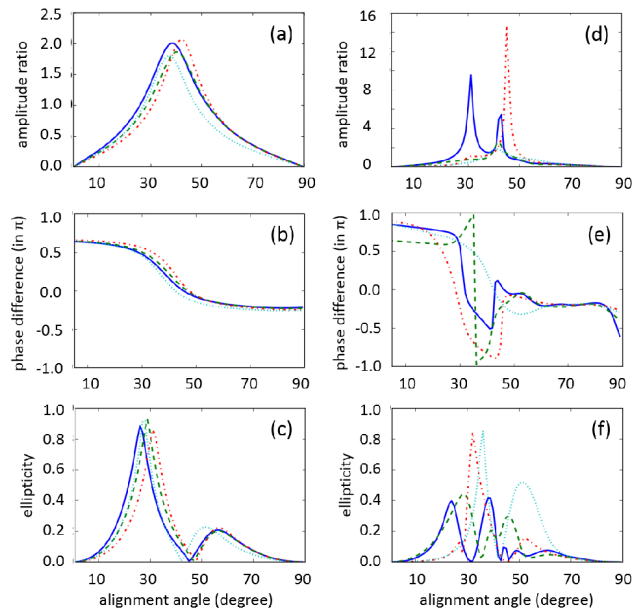 (a)
amplitude ratio
2.5
2.0
1.5
1.0
0.5
0.0
10 30 50 70 90
(d)
amplitude ratio
16
12
8
4
0
10 30 50 70 90
(b)
phase difference (in π)
1.0
0.5
0.0
-0.5
-1.0
10 30 50 70 90
(e)
phase difference (in π)
1.0
0.5
0.0
-0.5
-1.0
10 30 50 70 90
(c)
ellipticity
1.0
0.8
0.6
0.4
0.2
0.0
10 30 50 70 90
alignment angle (degree)
(f)
ellipticity
1.0
0.8
0.6
0.4
0.2
0.0
10 30 50 70 90
alignment angle (degree)